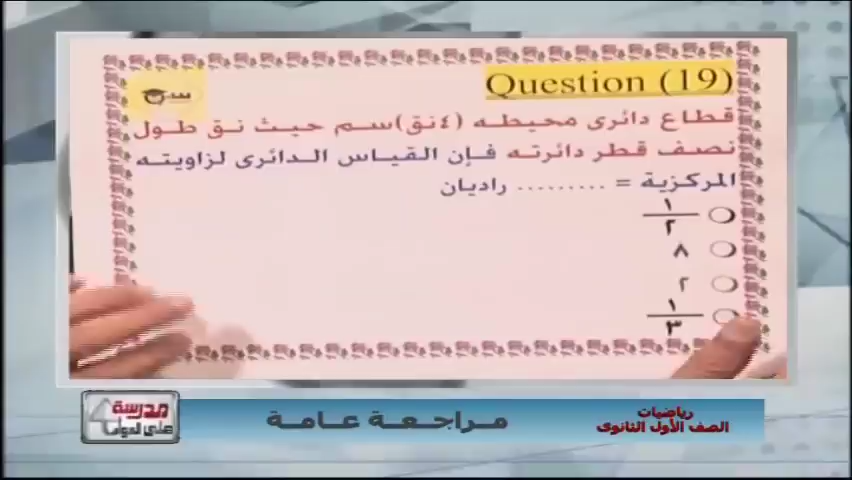 Question (19)
قطاع دائرى محيطه (٤نق)سم حيث نق طول
نصف قطر دائرته فإن القياس الدائرى لزاويته
المركزية = ......... راديان
١
٢
٨
٢
١
٣
مدرسة
على الهواء
مراجعة عامة
رياضيات
الصف الأول الثانوى